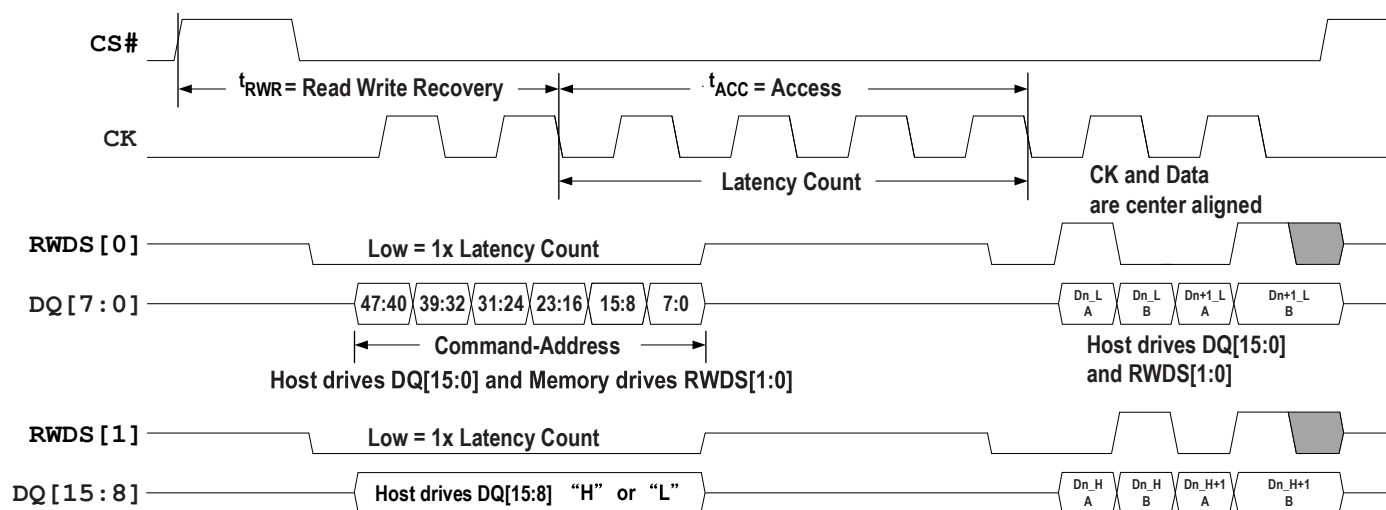 CS#
tRWR = Read Write Recovery
tACC = Access
CK
Latency Count
CK and Data
are center aligned
RWDS[0]
Low = 1x Latency Count
DQ[7:0]
47:40 39:32 31:24 23:16 15:8 7:0
Dn_L Dn_L Dn+1_L Dn+1_L
A B A B
Command-Address
Host drives DQ[15:0]
and RWDS[1:0]
Host drives DQ[15:0] and Memory drives RWDS[1:0]
RWDS[1]
Low = 1x Latency Count
DQ[15:8]
Host drives DQ[15:8] “H” or “L”
Dn_H Dn_H Dn_H+1 Dn_H+1
A B A B